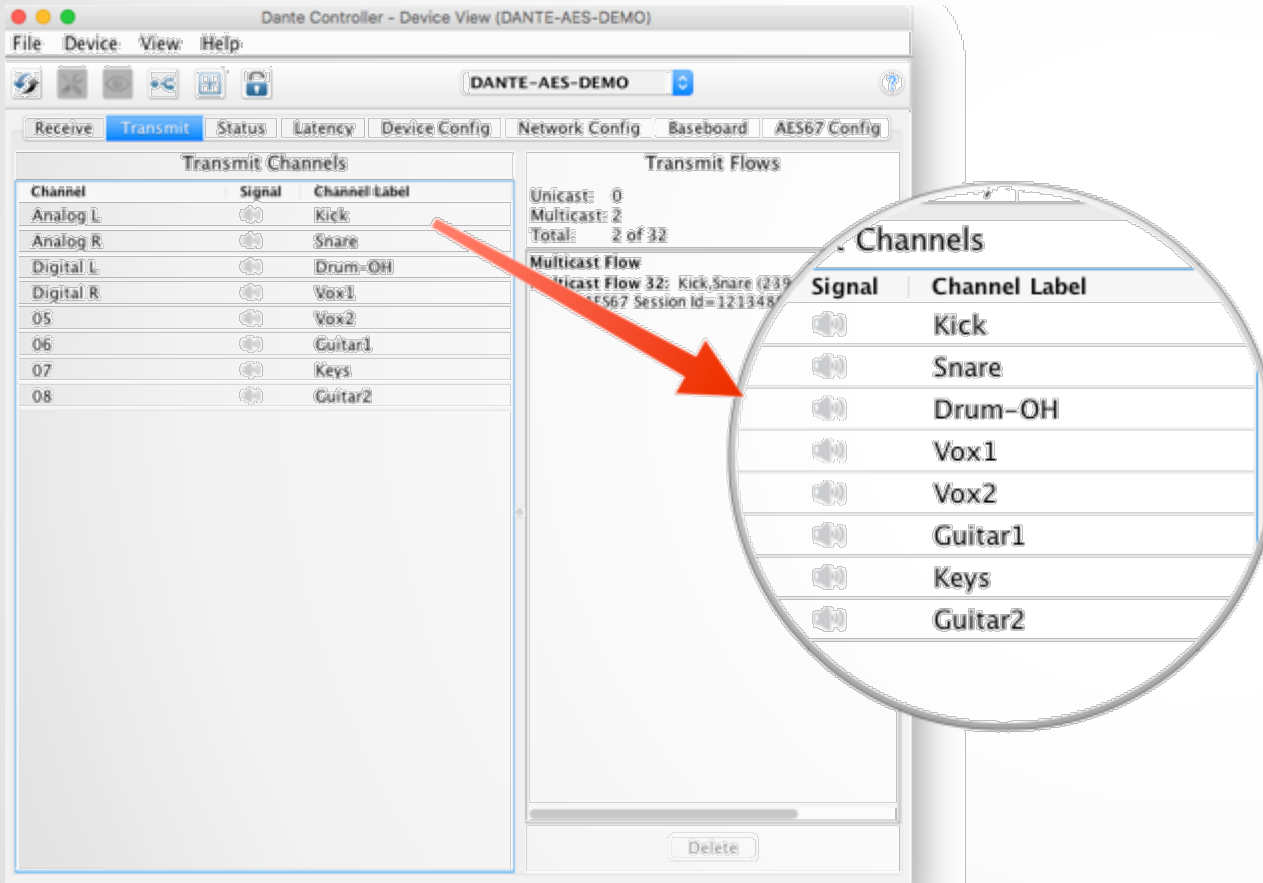 Dante Controller - Device View (DANTE-AES-DEMO)
File Device View Help
DANTE-AES-DEMO
Receive Transmit Status Latency Device Config Network Config Baseboard AES67 Config
Transmit Channels
Channel Signal Channel Label
Analog L Kick
Analog R Snare
Digital L Drum-OH
Digital R Vox1
05 Vox2
06 Guitar1
07 Keys
08 Guitar2
Transmit Flows
Unicast: 0
Multicast: 2
Total: 2 of 32
Multicast Flow
Flow 32: Kick,Snare (239
AES67 Session Id=121348
Delete
Channels
Signal Channel Label
Kick
Snare
Drum-OH
Vox1
Vox2
Guitar1
Keys
Guitar2